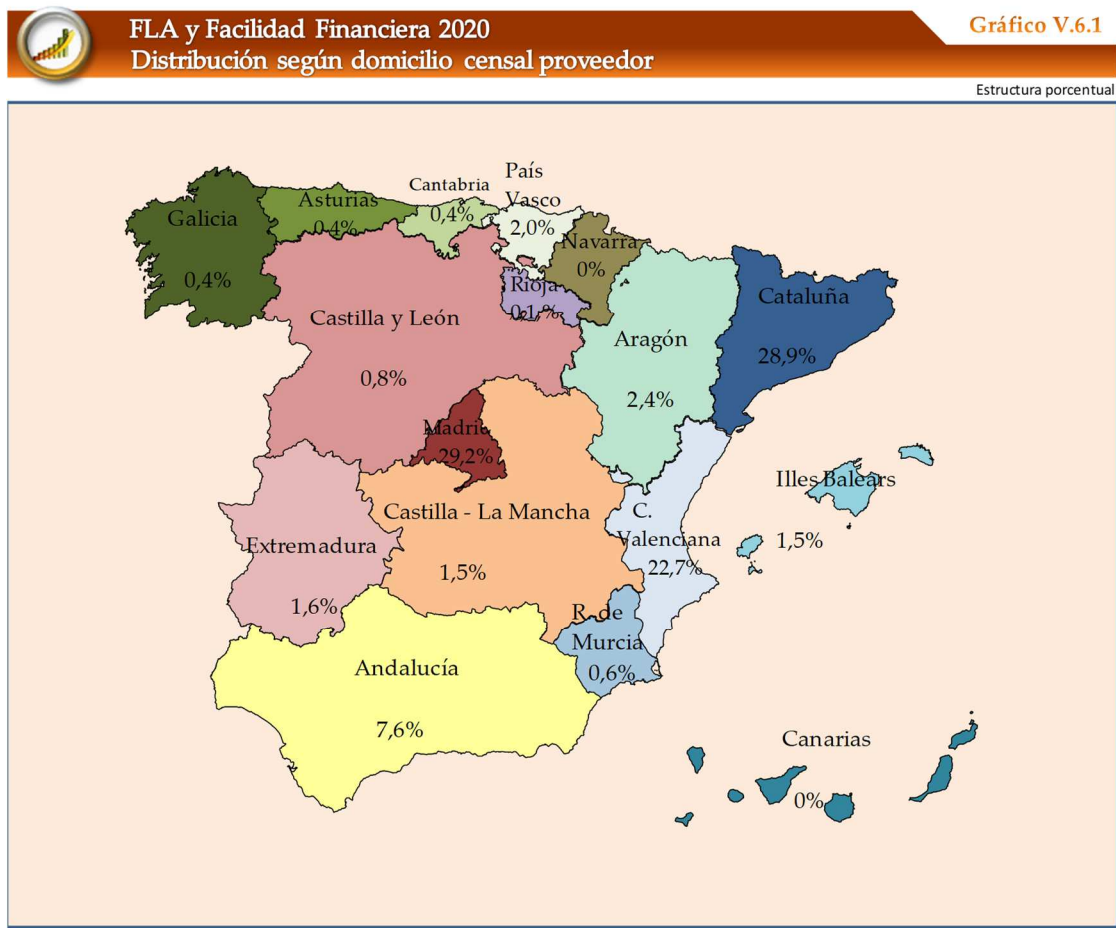 FLA y Facilidad Financiera 2020
Distribución según domicilio censal proveedor
Gráfico V.6.1
Estructura porcentual
País
Vasco
2,0%
Cantabria
0,4%
Asturias
0,4%
Galicia
0,4%
Navarra
0%
Rioja
0,1,%
Castilla y León
0,8%
Aragón
2,4%
Cataluña
28,9%
Madrid
29,2%
Castilla - La Mancha
1,5%
C.
Valenciana
22,7%
Illes Balears
1,5%
Extremadura
1,6%
R. de
Murcia
0,6%
Andalucía
7,6%
Canarias
0%